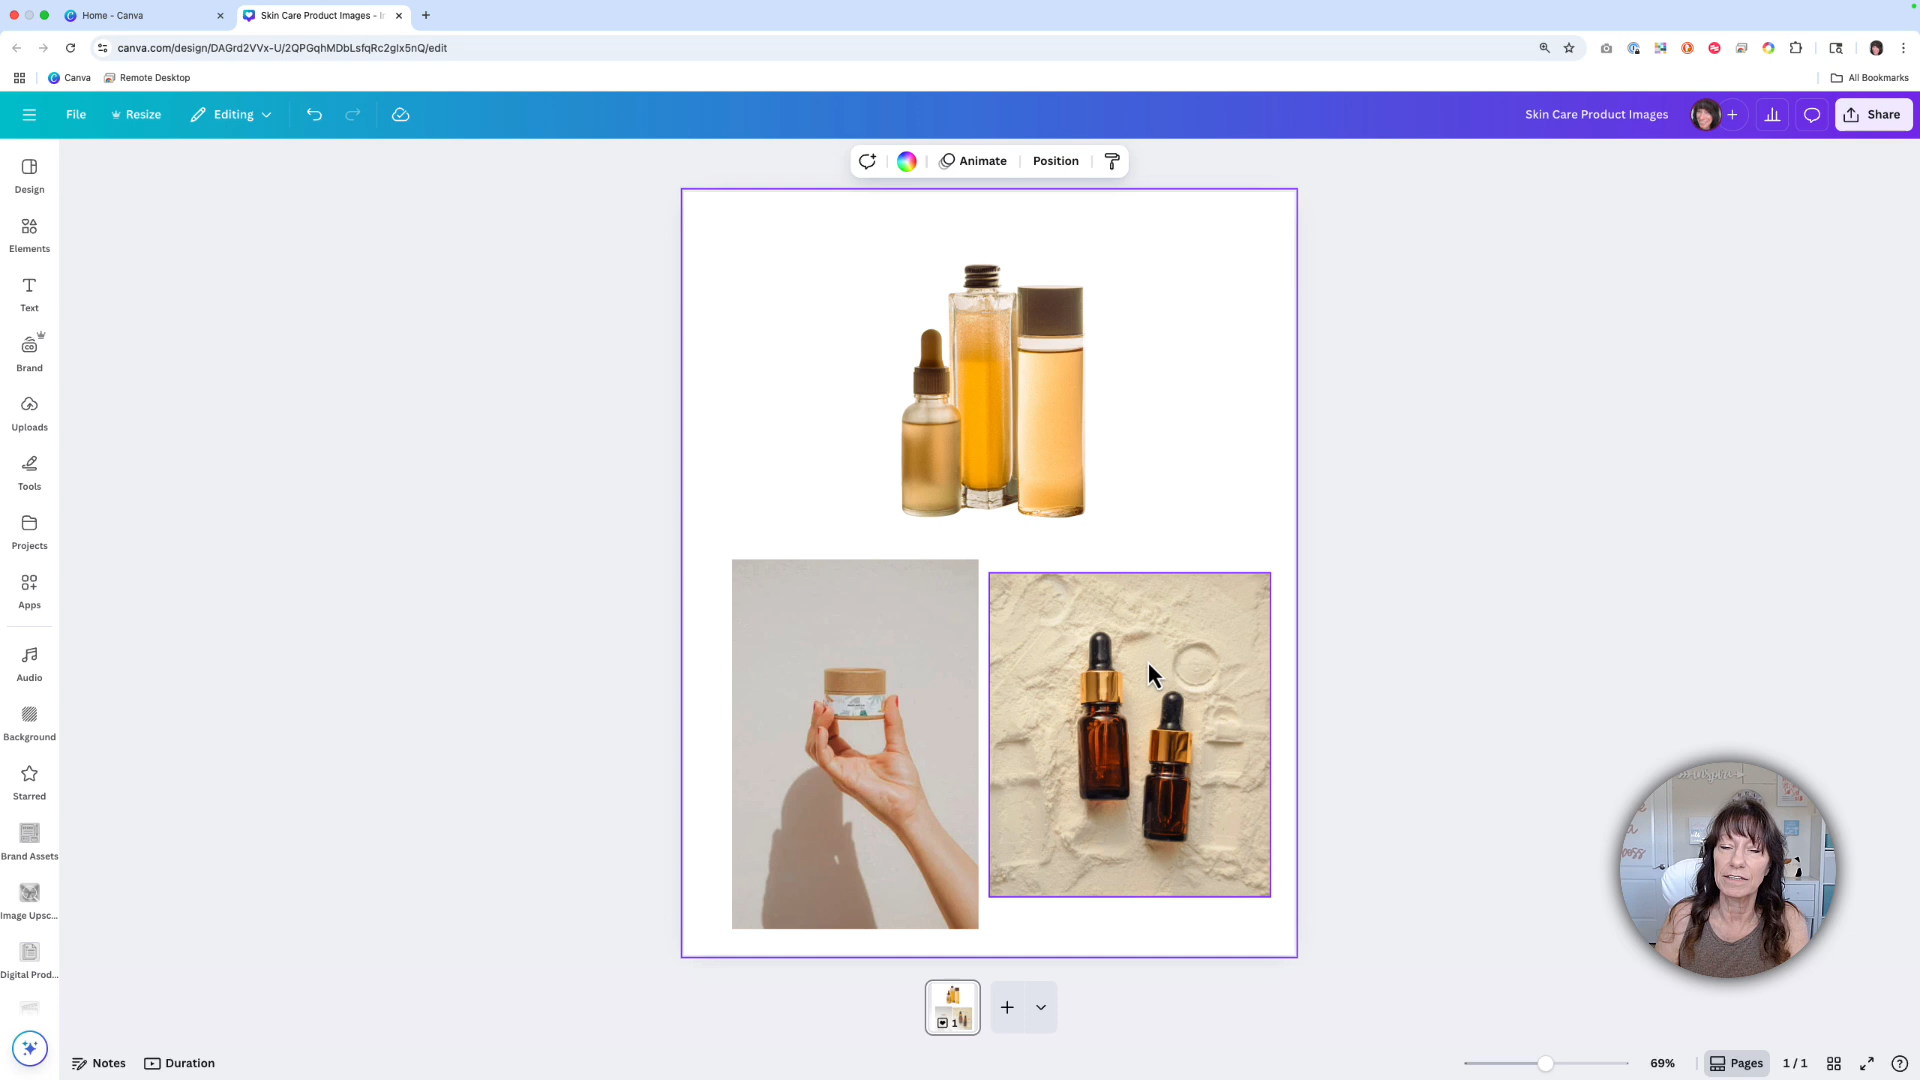 Home - Canva
Skin Care Product Images - I
canva.com/design/DAGrd2VVx-U/2QPGqhMDbLsfqRc2gIx5nQ/edit
Canva
Remote Desktop
All Bookmarks
File
Resize
Editing
Skin Care Product Images
Share
Animate
Position
Design
Elements
Text
Brand
Uploads
Tools
Projects
Apps
Audio
Background
Starred
Brand Assets
Image Upsc...
Digital Prod...
1
Notes
Duration
69%
Pages
1 / 1